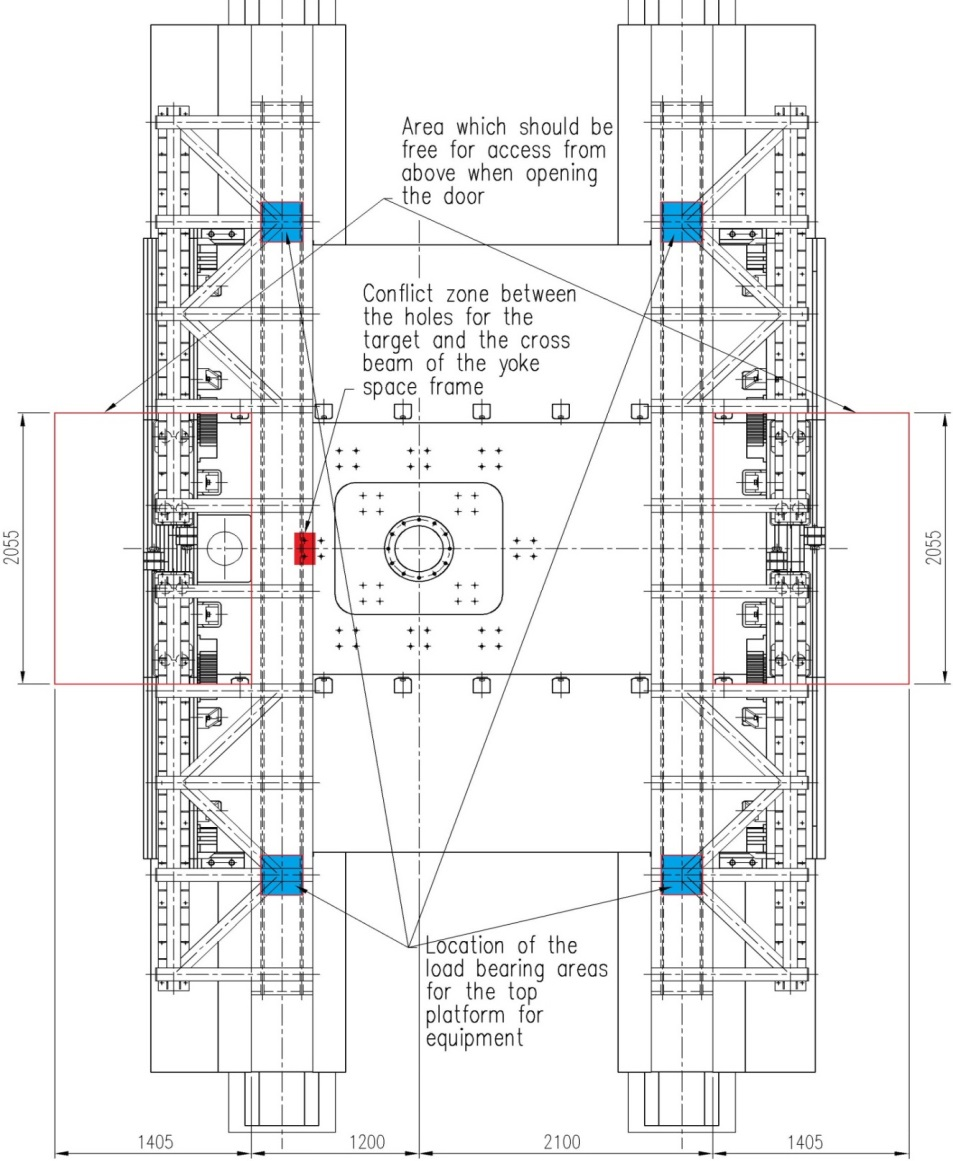 Area which should be
free for access from
above when opening
the door
Conflict zone between
the holes for the
target and the cross
beam of the yoke
space frame
2055
2055
Location of the
load bearing areas
for the top
platform for
equipment
1405
1200
2100
1405